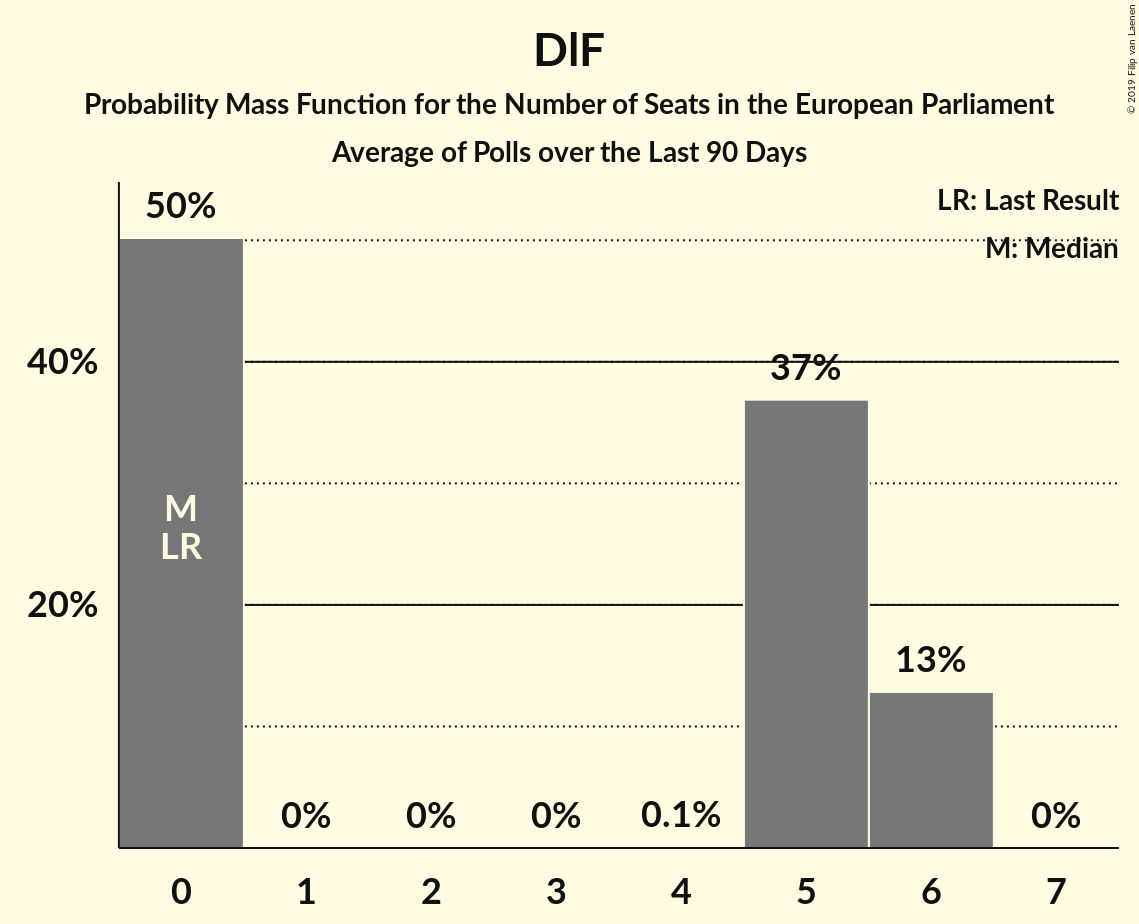 DlF
Probability Mass Function for the Number of Seats in the European Parliament
Average of Polls over the Last 90 Days
© 2019 Filip van Laenen
LR: Last Result
M: Median
50%
40%
37%
M
LR
20%
13%
0%
0%
0%
0.1%
0%
0
1
2
3
4
5
6
7